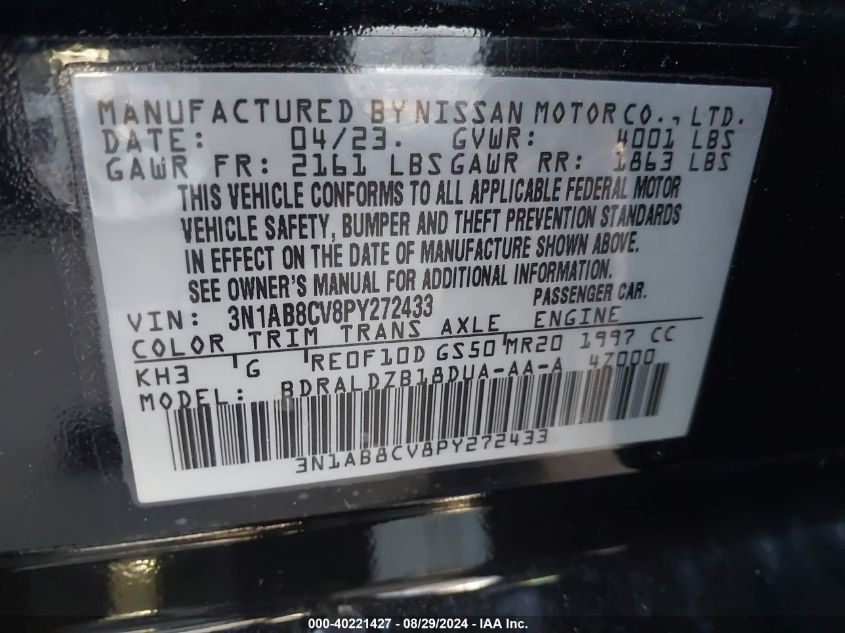 MANUFACTURED BY NISSAN MOTOR CO., LTD.
DATE: 04/23. GVWR: 4001 LBS
GAWR FR: 2161 LBS GAWR RR: 1863 LBS
THIS VEHICLE CONFORMS TO ALL APPLICABLE FEDERAL MOTOR
VEHICLE SAFETY, BUMPER AND THEFT PREVENTION STANDARDS
IN EFFECT ON THE DATE OF MANUFACTURE SHOWN ABOVE.
SEE OWNER'S MANUAL FOR ADDITIONAL INFORMATION.
VIN: 3N1AB8CV8PY272433 PASSENGER CAR.
COLOR TRIM TRANS AXLE ENGINE
KH3 G RE0F10D GS50 MR20 1997 CC
MODEL: BDRALDZB18DUA-AA-A 47000
3N1AB8CV8PY272433
000-40221427 - 08/29/2024 - IAA Inc.